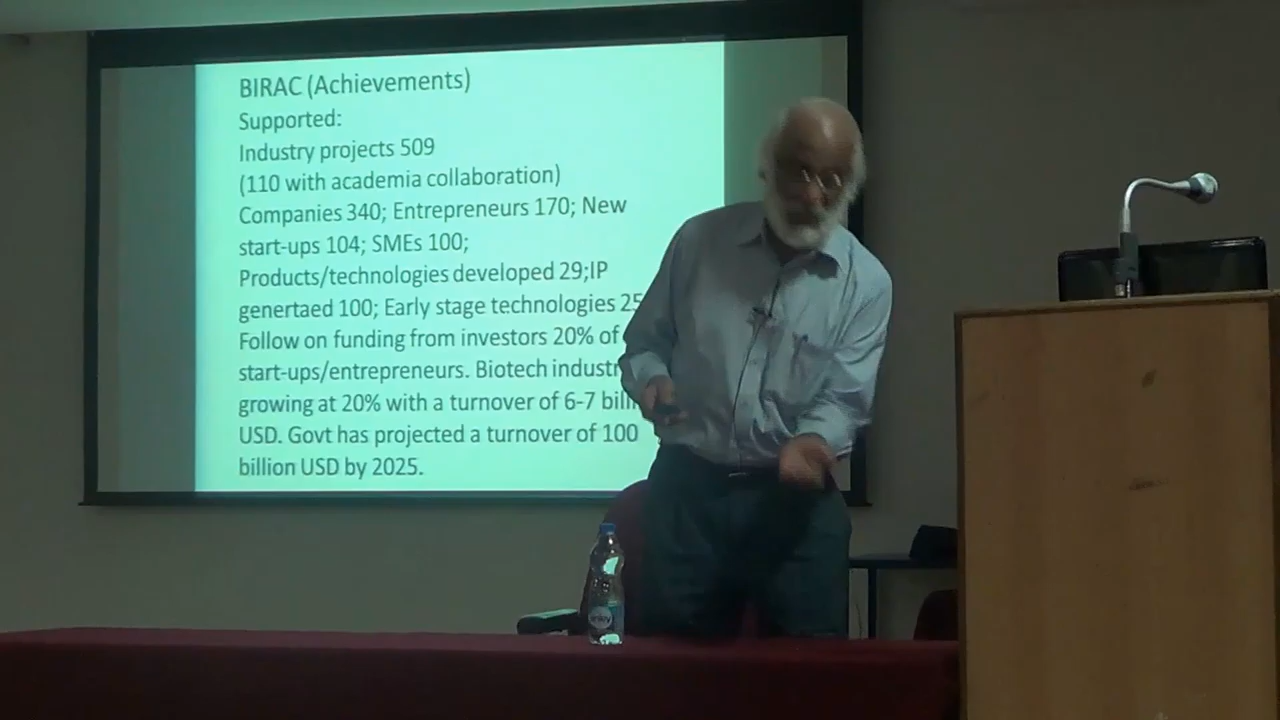 BIRAC (Achievements)
Supported:
Industry projects 509
(110 with academia collaboration)
Companies 340; Entrepreneurs 170; New
start-ups 104; SMEs 100;
Products/technologies developed 29;IP
genertaed 100; Early stage technologies 25
Follow on funding from investors 20% of
start-ups/entrepreneurs. Biotech
growing at 20% with a turnover of 6-7
USD. Govt has projected a turnover of 100
billion USD by 2025.